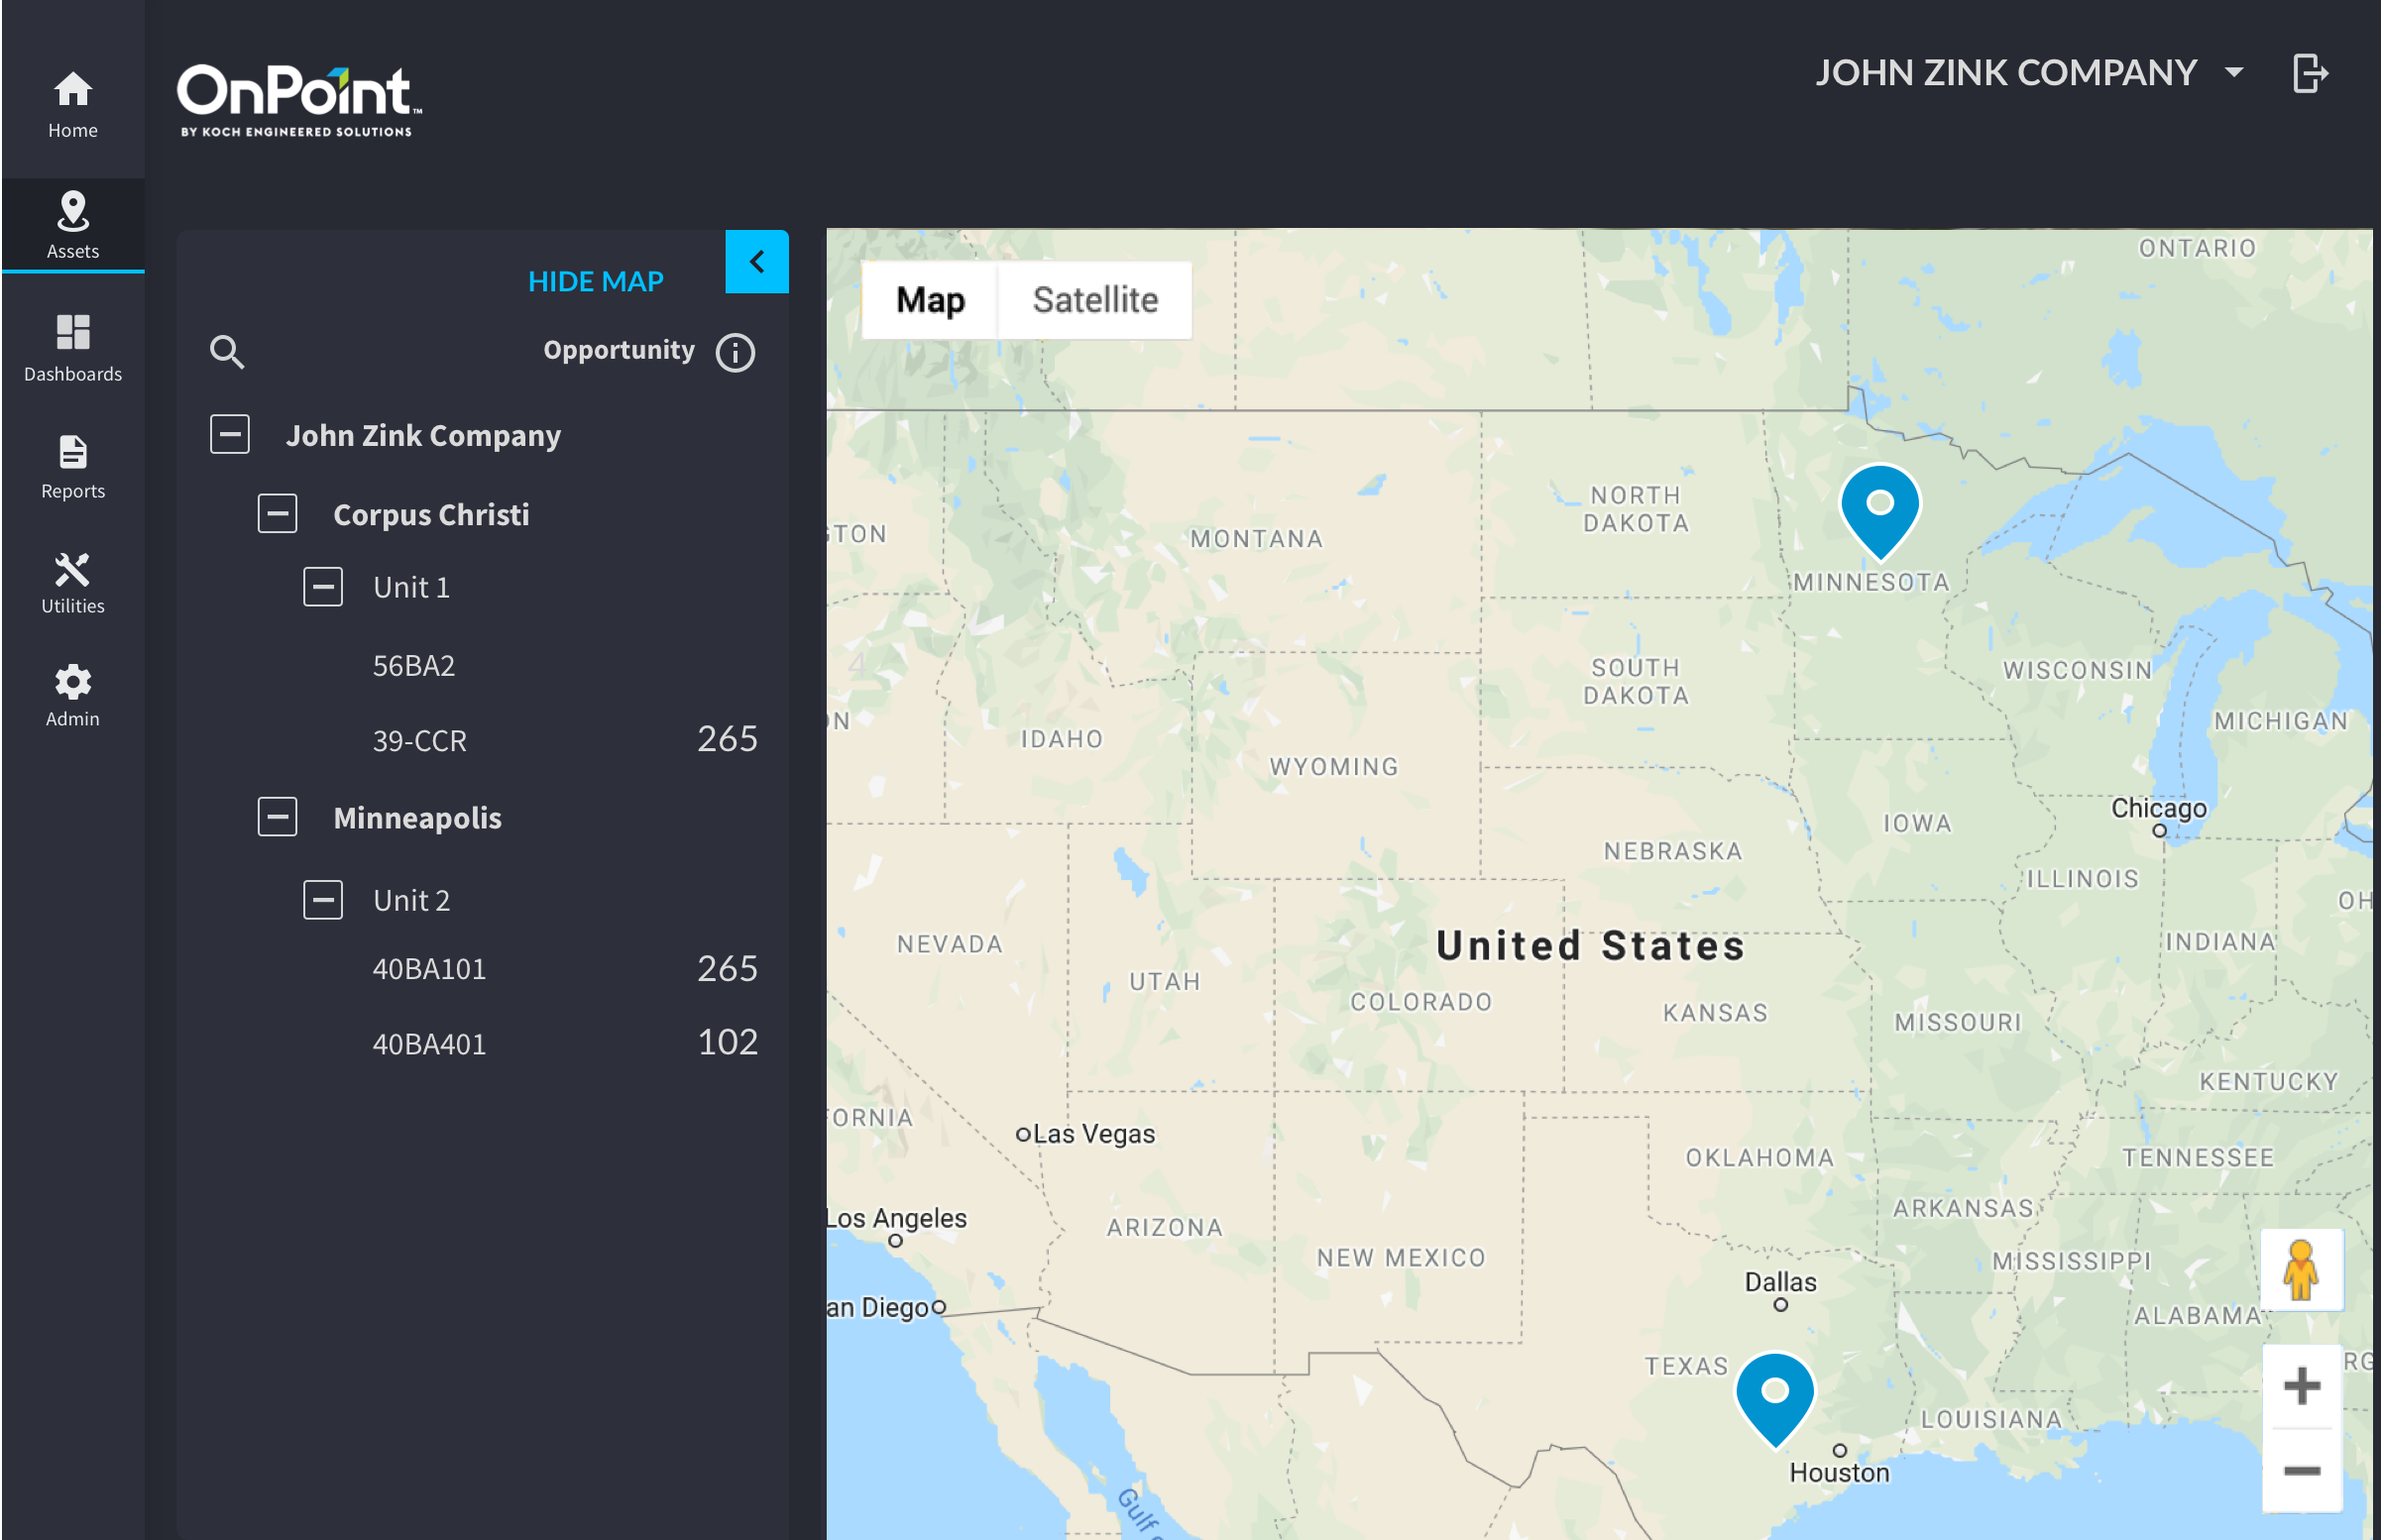 Home
Assets
Dashboards
Reports
Utilities
Admin
OnPoint™
BY KOCH ENGINEERED SOLUTIONS
JOHN ZINK COMPANY
HIDE MAP
Opportunity
John Zink Company
Corpus Christi
Unit 1
56BA2
39-CCR 265
Minneapolis
Unit 2
40BA101 265
40BA401 102
Map Satellite
ONTARIO
NORTH
DAKOTA
GTON
MONTANA
MINNESOTA
SOUTH
DAKOTA
WISCONSIN
4
ON
MICHIGAN
IDAHO
WYOMING
Chicago
IOWA
NEBRASKA
ILLINOIS
OH
NEVADA
United States
INDIANA
UTAH
COLORADO
KANSAS
MISSOURI
KENTUCKY
FORNIA
Las Vegas
OKLAHOMA
TENNESSEE
Los Angeles
ARIZONA
ARKANSAS
NEW MEXICO
MISSISSIPPI
Dallas
an Diego
ALABAMA
TEXAS
RG
LOUISIANA
Houston
Gulf